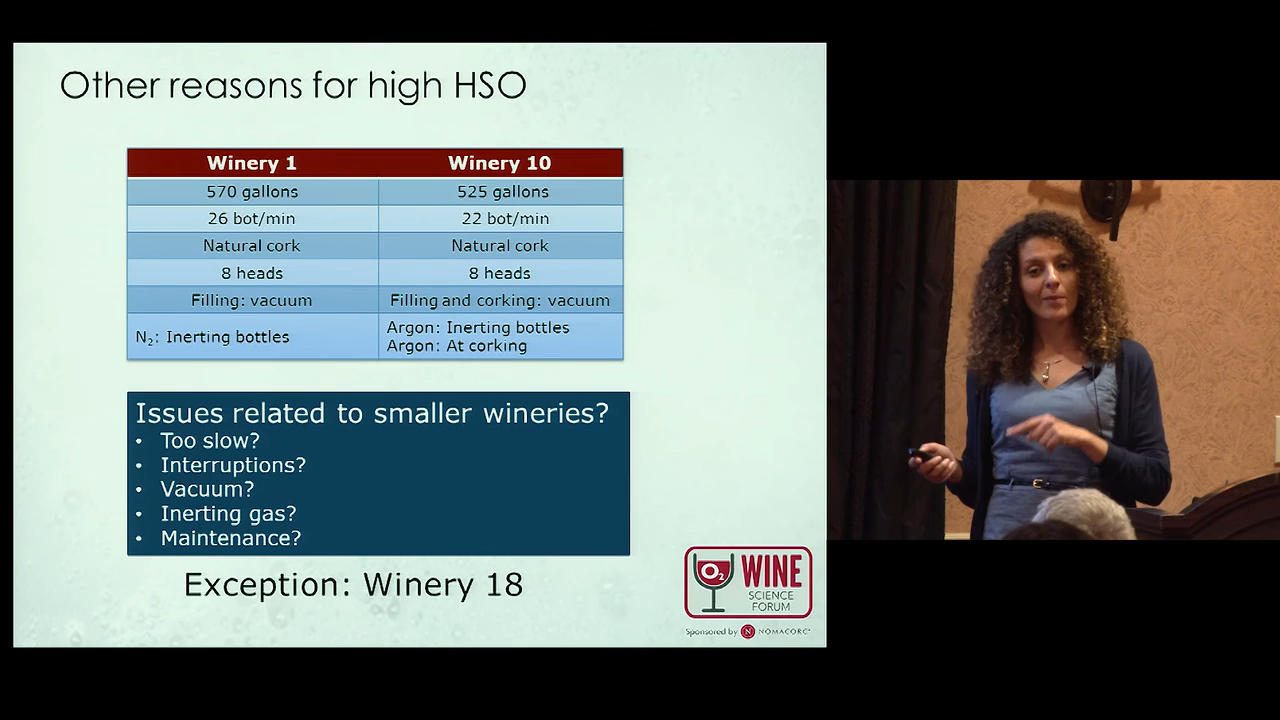 Other reasons for high HSO
Winery 1 Winery 10
570 gallons 525 gallons
26 bot/min 22 bot/min
Natural cork Natural cork
8 heads 8 heads
Filling: vacuum Filling and corking: vacuum
N₂: Inerting bottles Argon: Inerting bottles
Argon: At corking
Issues related to smaller wineries?
• Too slow?
• Interruptions?
• Vacuum?
• Inerting gas?
• Maintenance?
Exception: Winery 18
O₂ WINE
SCIENCE
FORUM
Sponsored by N NOMACORC